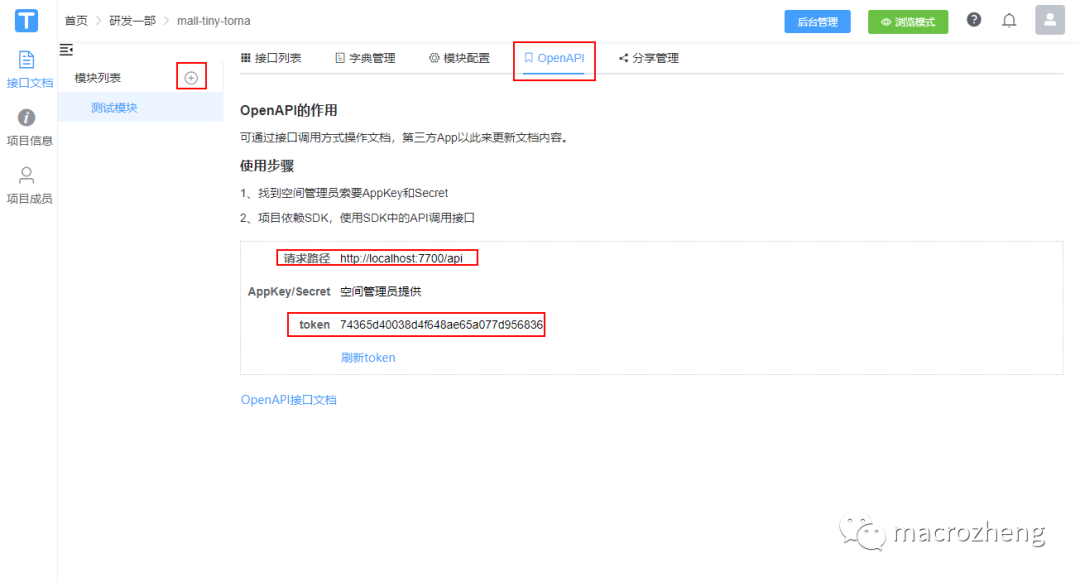 T
首页 > 研发一部 > mall-tiny-torna
后台管理
浏览模式
接口文档
项目信息
项目成员
模块列表
测试模块
接口列表
字典管理
模块配置
OpenAPI
分享管理
OpenAPI的作用
可通过接口调用方式操作文档，第三方App以此来更新文档内容。
使用步骤
1、找到空间管理员索要AppKey和Secret
2、项目依赖SDK，使用SDK中的API调用接口
请求路径 http://localhost:7700/api
AppKey/Secret 空间管理员提供
token 74365d40038d4f648ae65a077d956836
刷新token
OpenAPI接口文档
macrozheng